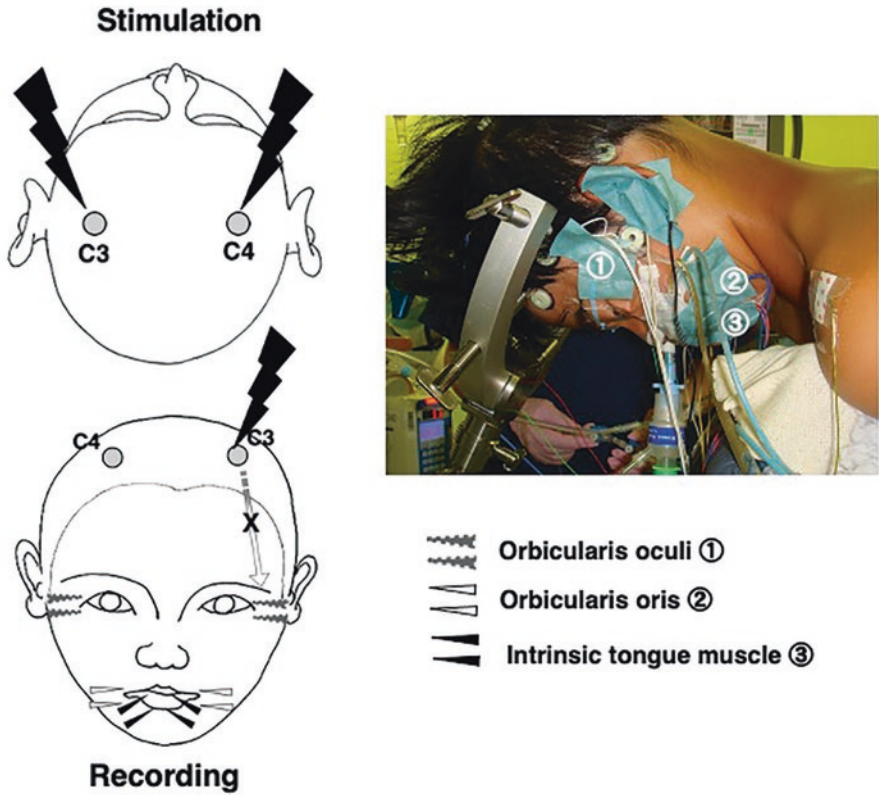 Stimulation
C3
C4
C4
C3
X
Recording
①
②
③
Orbicularis oculi ①
Orbicularis oris ②
Intrinsic tongue muscle ③